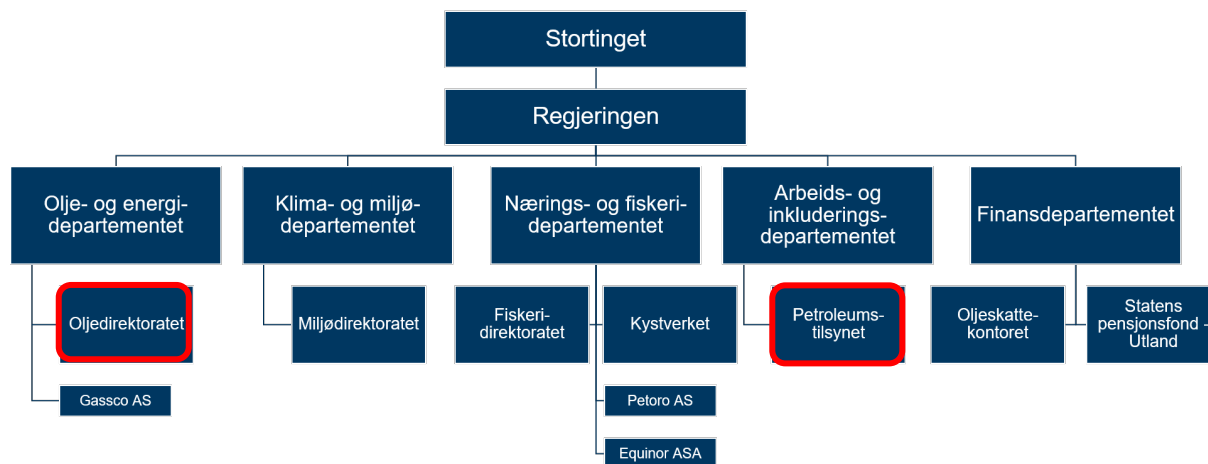 Stortinget
Regjeringen
Olje- og energi-
departementet
Klima- og miljø-
departementet
Nærings- og fiskeri-
departementet
Arbeids- og
inkluderings-
departementet
Finansdepartementet
Oljedirektoratet
Miljødirektoratet
Fiskeri-
direktoratet
Kystverket
Petroleums-
tilsynet
Oljeskatte-
kontoret
Statens
pensjonsfond -
Utland
Gassco AS
Petoro AS
Equinor ASA